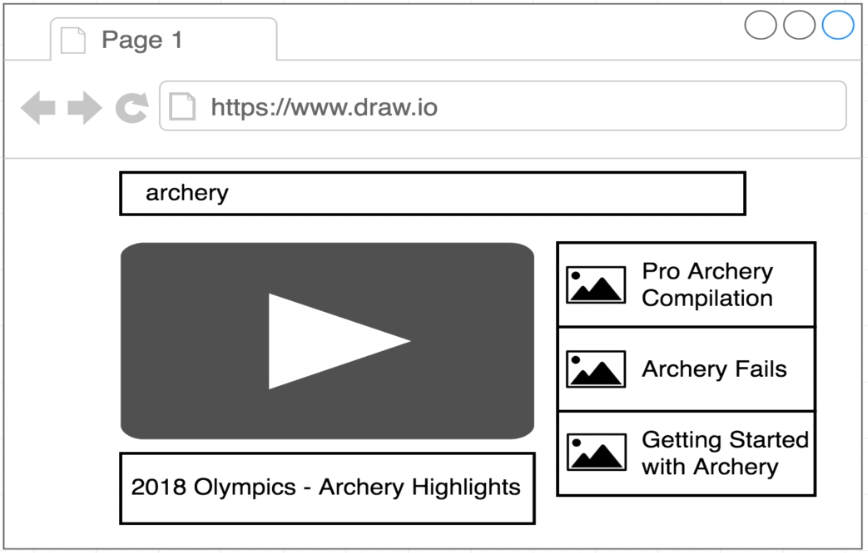 Page 1
https://www.draw.io
archery
Pro Archery
Compilation
Archery Fails
Getting Started
with Archery
2018 Olympics - Archery Highlights